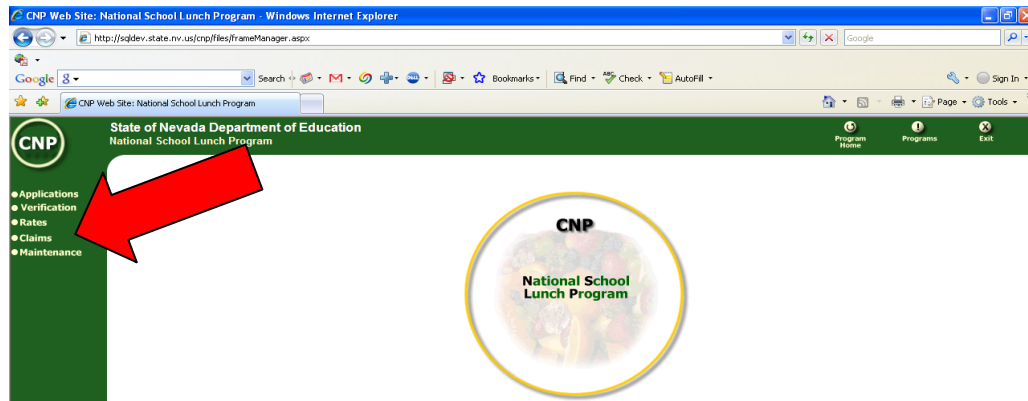 CNP Web Site: National School Lunch Program - Windows Internet Explorer
http://sqldev.state.nv.us/cnp/files/frameManager.aspx
Google
Google
Search
Bookmarks
Find
Check
AutoFill
Sign In
CNP Web Site: National School Lunch Program
Page
Tools
CNP
State of Nevada Department of Education
National School Lunch Program
Program Home
Programs
Exit
Applications
Verification
Rates
Claims
Maintenance
CNP
National School
Lunch Program